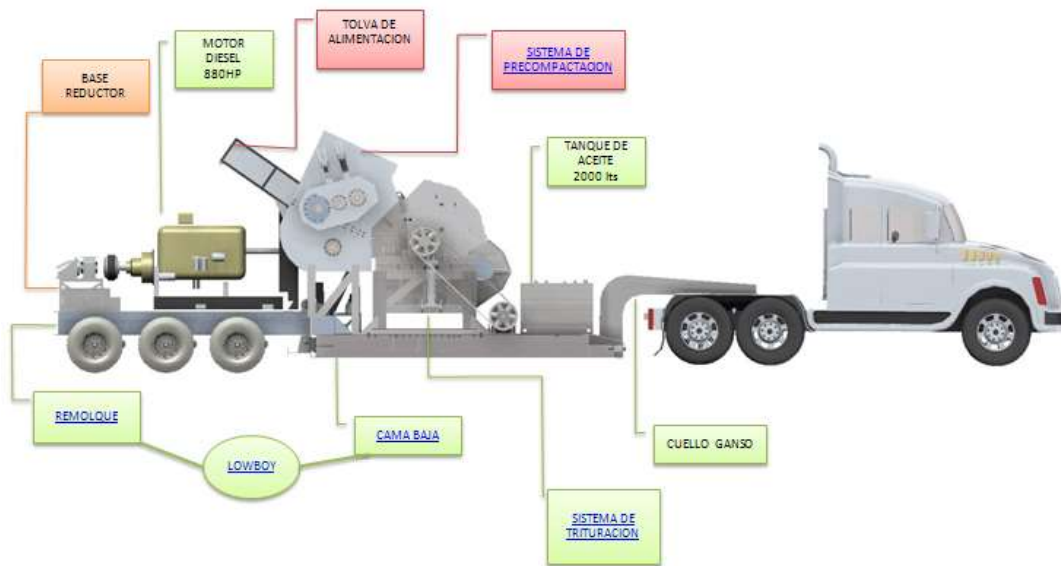 TOLVA DE
ALIMENTACION
MOTOR
DIESEL
880HP
SISTEMA DE
PRECOMPACTACION
BASE
REDUCTOR
TANQUE DE
ACEITE
2000 lts
REMOLQUE
CAMA BAJA
CUELLO GANSO
LOWBOY
SISTEMA DE
TRITURACION